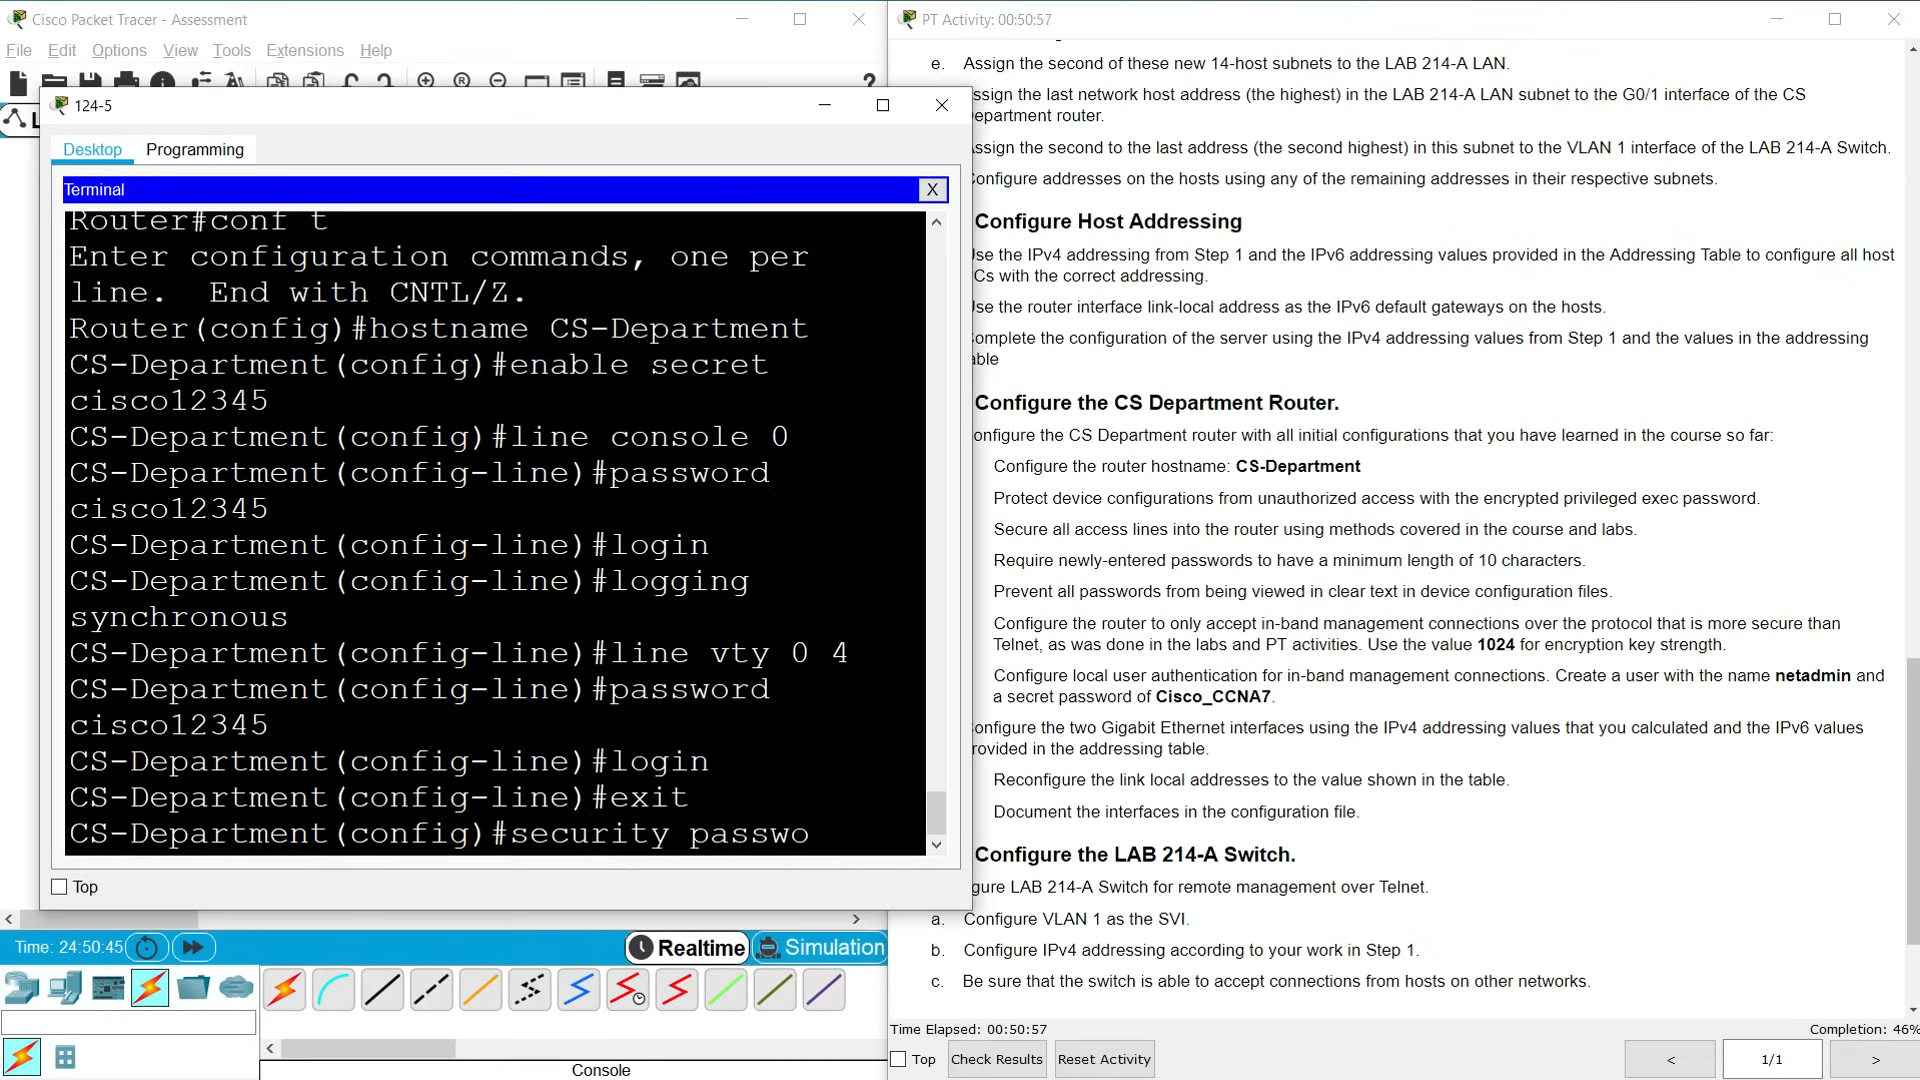 Cisco Packet Tracer - Assessment
File Edit Options View Tools Extensions Help
124-5
Desktop Programming
Terminal X
Router#conf t
Enter configuration commands, one per
line.  End with CNTL/Z.
Router(config)#hostname CS-Department
CS-Department(config)#enable secret
cisco12345
CS-Department(config)#line console 0
CS-Department(config-line)#password
cisco12345
CS-Department(config-line)#login
CS-Department(config-line)#logging
synchronous
CS-Department(config-line)#line vty 0 4
CS-Department(config-line)#password
cisco12345
CS-Department(config-line)#login
CS-Department(config-line)#exit
CS-Department(config)#security passwo
Top
Time: 24:50:45
Realtime Simulation
Console
PT Activity: 00:50:57
e. Assign the second of these new 14-host subnets to the LAB 214-A LAN.
ssign the last network host address (the highest) in the LAB 214-A LAN subnet to the G0/1 interface of the CS
epartment router.
ssign the second to the last address (the second highest) in this subnet to the VLAN 1 interface of the LAB 214-A Switch.
onfigure addresses on the hosts using any of the remaining addresses in their respective subnets.
Configure Host Addressing
se the IPv4 addressing from Step 1 and the IPv6 addressing values provided in the Addressing Table to configure all host
Cs with the correct addressing.
se the router interface link-local address as the IPv6 default gateways on the hosts.
omplete the configuration of the server using the IPv4 addressing values from Step 1 and the values in the addressing
able
Configure the CS Department Router.
onfigure the CS Department router with all initial configurations that you have learned in the course so far:
Configure the router hostname: CS-Department
Protect device configurations from unauthorized access with the encrypted privileged exec password.
Secure all access lines into the router using methods covered in the course and labs.
Require newly-entered passwords to have a minimum length of 10 characters.
Prevent all passwords from being viewed in clear text in device configuration files.
Configure the router to only accept in-band management connections over the protocol that is more secure than
Telnet, as was done in the labs and PT activities. Use the value 1024 for encryption key strength.
Configure local user authentication for in-band management connections. Create a user with the name netadmin and
a secret password of Cisco_CCNA7.
onfigure the two Gigabit Ethernet interfaces using the IPv4 addressing values that you calculated and the IPv6 values
rovided in the addressing table.
Reconfigure the link local addresses to the value shown in the table.
Document the interfaces in the configuration file.
Configure the LAB 214-A Switch.
gure LAB 214-A Switch for remote management over Telnet.
a. Configure VLAN 1 as the SVI.
b. Configure IPv4 addressing according to your work in Step 1.
c. Be sure that the switch is able to accept connections from hosts on other networks.
Time Elapsed: 00:50:57 Completion: 46%
Top Check Results Reset Activity < 1/1 >